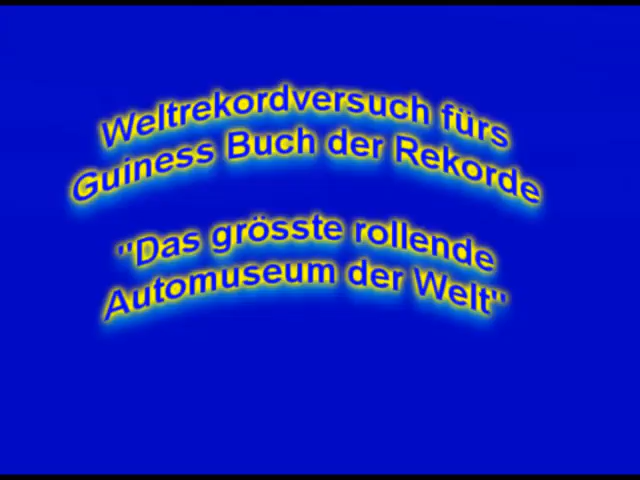 Weltrekordversuch fürs
Guiness Buch der Rekorde
"Das grösste rollende
Automuseum der Welt"